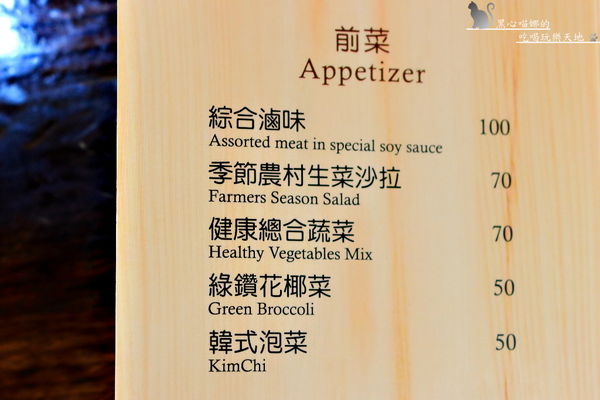 黑心喵娜的
吃喝玩樂天地
前菜
Appetizer
綜合滷味 100
Assorted meat in special soy sauce
季節農村生菜沙拉 70
Farmers Season Salad
健康總合蔬菜 70
Healthy Vegetables Mix
綠鑽花椰菜 50
Green Broccoli
韓式泡菜 50
KimChi